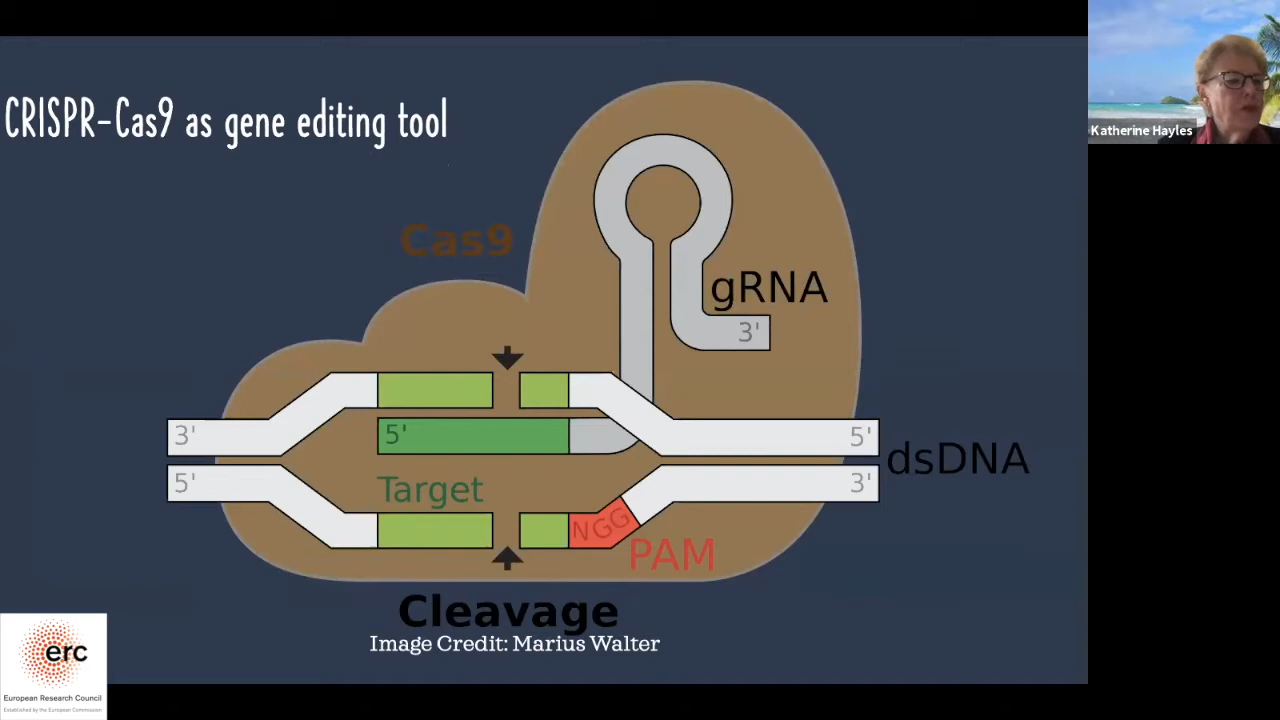 CRISPR-Cas9 as gene editing tool
Katherine Hayles
Cas9
gRNA
3'
3'
5'
5'
dsDNA
5'
3'
Target
NGG
PAM
Cleavage
Image Credit: Marius Walter
erc
European Research Council
Established by the European Commission